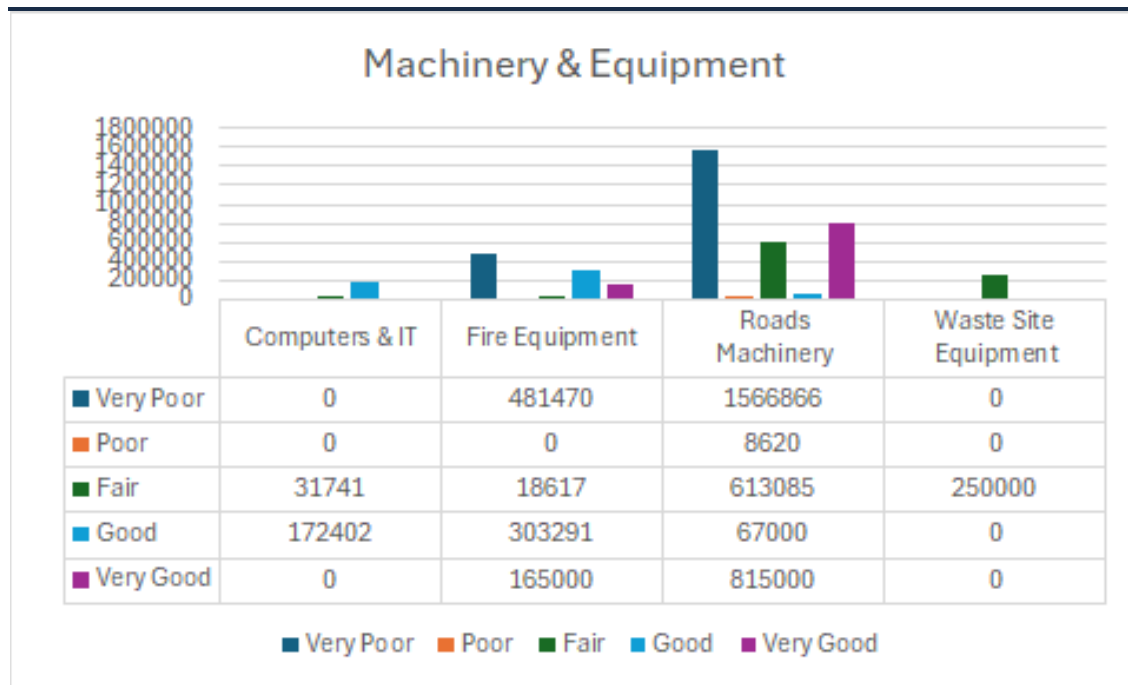 Machinery & Equipment
1800000
1600000
1400000
1200000
1000000
800000
600000
400000
200000
0
Computers & IT Fire Equipment Roads Machinery Waste Site Equipment
Very Poor 0 481470 1566866 0
Poor 0 0 8620 0
Fair 31741 18617 613085 250000
Good 172402 303291 67000 0
Very Good 0 165000 815000 0
Very Poor Poor Fair Good Very Good